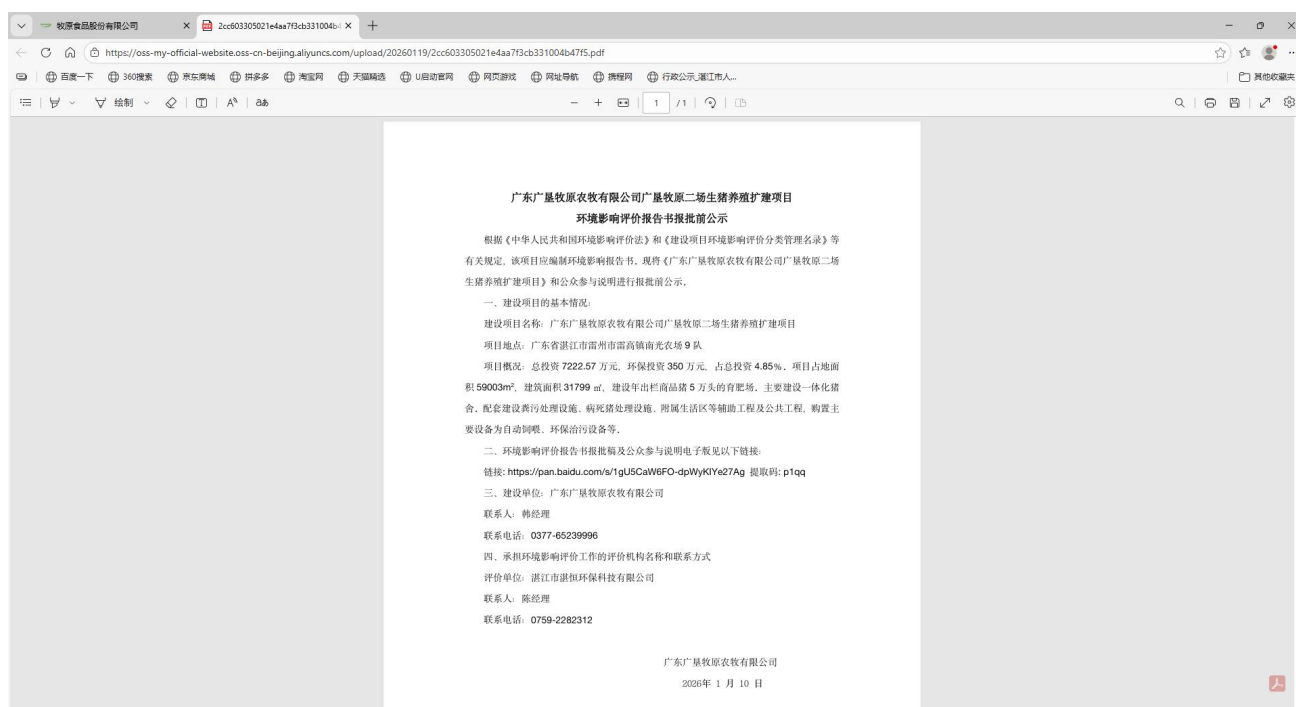 牧原食品股份有限公司
2cc603305021e4aa7f3cb331004b4
https://oss-my-official-website.oss-cn-beijing.aliyuncs.com/upload/20260119/2cc603305021e4aa7f3cb331004b47f5.pdf
百度一下 360搜索 京东商城 拼多多 淘宝网 天猫精选 U启动官网 网页游戏 网址导航 携程网 行政公示_湛江市人... 其他收藏夹
绘制 aあ 1 /1
广东广垦牧原农牧有限公司广垦牧原二场生猪养殖扩建项目
环境影响评价报告书报批前公示
根据《中华人民共和国环境影响评价法》和《建设项目环境影响评价分类管理名录》等
有关规定，该项目应编制环境影响报告书。现将《广东广垦牧原农牧有限公司广垦牧原二场
生猪养殖扩建项目》和公众参与说明进行报批前公示。
一、建设项目的基本情况：
建设项目名称：广东广垦牧原农牧有限公司广垦牧原二场生猪养殖扩建项目
项目地点：广东省湛江市雷州市雷高镇南光农场 9 队
项目概况：总投资 7222.57 万元，环保投资 350 万元，占总投资 4.85%。项目占地面
积 59003m²，建筑面积 31799 ㎡，建设年出栏商品猪 5 万头的育肥场。主要建设一体化猪
舍。配套建设粪污处理设施、病死猪处理设施、附属生活区等辅助工程及公共工程，购置主
要设备为自动饲喂、环保治污设备等。
二、环境影响评价报告书报批稿及公众参与说明电子版见以下链接：
链接: https://pan.baidu.com/s/1gU5CaW6FO-dpWyKIYe27Ag 提取码: p1qq
三、建设单位：广东广垦牧原农牧有限公司
联系人：韩经理
联系电话：0377-65239996
四、承担环境影响评价工作的评价机构名称和联系方式
评价单位：湛江市湛恒环保科技有限公司
联系人：陈经理
联系电话：0759-2282312
广东广垦牧原农牧有限公司
2026年 1 月 10 日